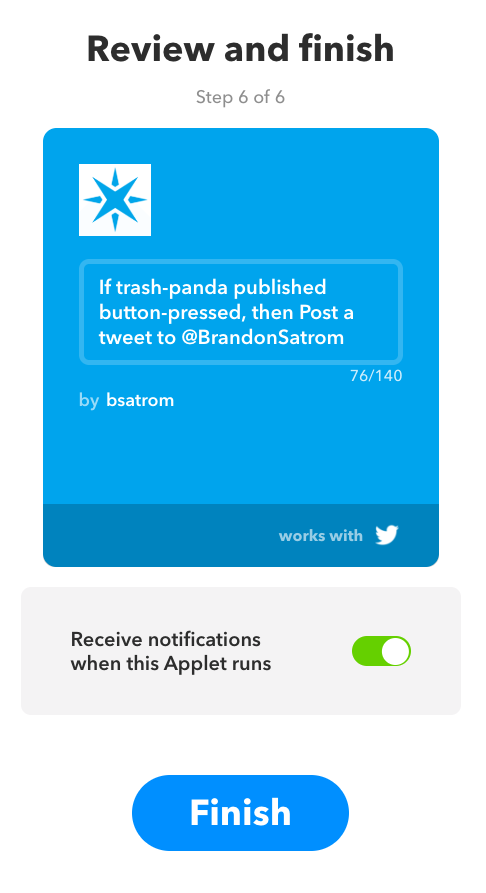 Review and finish
Step 6 of 6
If trash-panda published
button-pressed, then Post a
tweet to @BrandonSatrom
76/140
by bsatrom
works with
Receive notifications
when this Applet runs
Finish